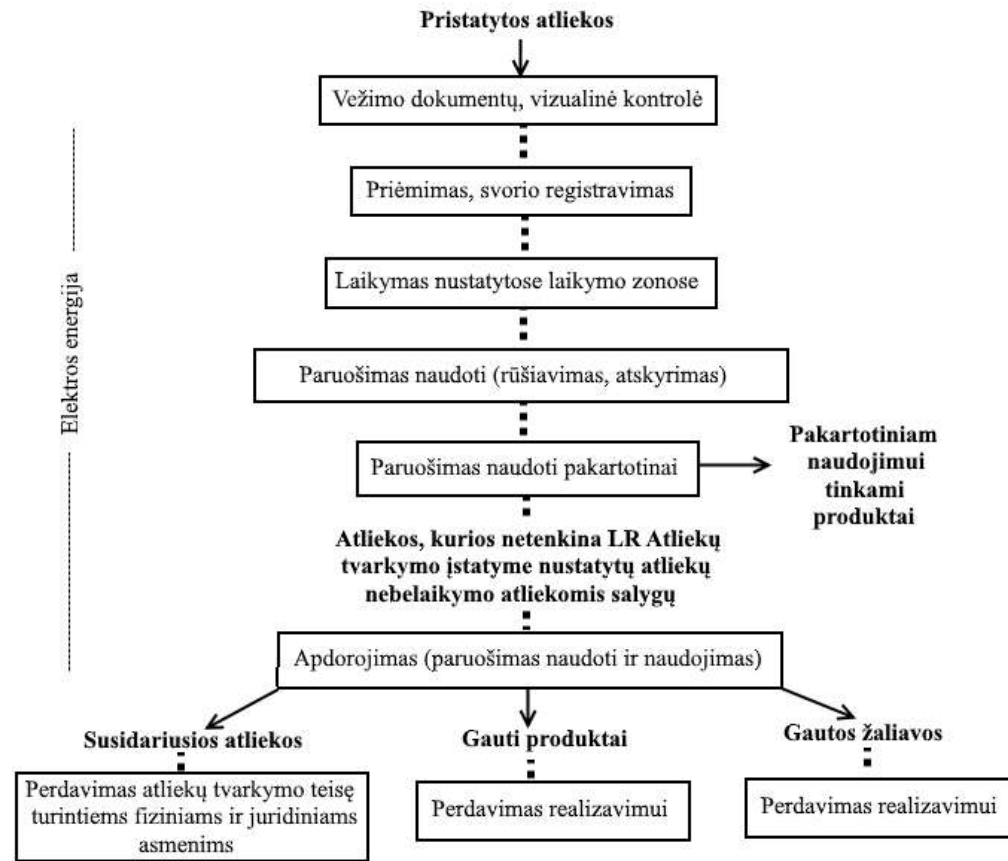 Pristatytos atliekos
Vežimo dokumentų, vizualinė kontrolė
Priėmimas, svorio registravimas
Laikymas nustatytose laikymo zonose
Elektros energija
Paruošimas naudoti (rūšiavimas, atskyrimas)
Paruošimas naudoti pakartotinai
Pakartotiniam
naudojimui
tinkami
produktai
Atliekos, kurios netenkina LR Atliekų
tvarkymo įstatyme nustatytų atliekų
nebelaikymo atliekomis salygų
Apdorojimas (paruošimas naudoti ir naudojimas)
Susidariusios atliekos
Gauti produktai
Gautos žaliavos
Perdavimas atliekų tvarkymo teisę
turintiems fiziniams ir juridiniams
asmenims
Perdavimas realizavimui
Perdavimas realizavimui